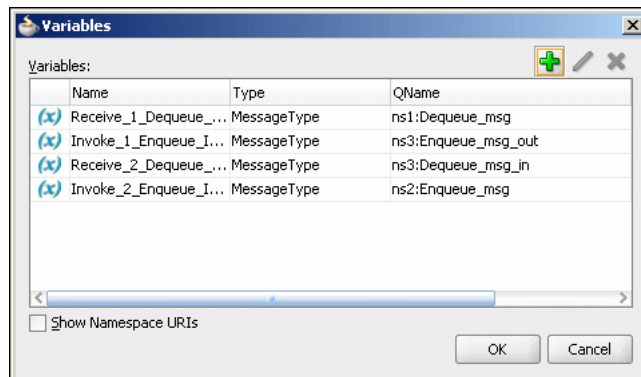 Variables
Variables:
Name Type QName
(x) Receive_1_Dequeue_... MessageType ns1:Dequeue_msg
(x) Invoke_1_Enqueue_I... MessageType ns3:Enqueue_msg_out
(x) Receive_2_Dequeue_... MessageType ns3:Dequeue_msg_in
(x) Invoke_2_Enqueue_I... MessageType ns2:Enqueue_msg
Show Namespace URIs
OK Cancel